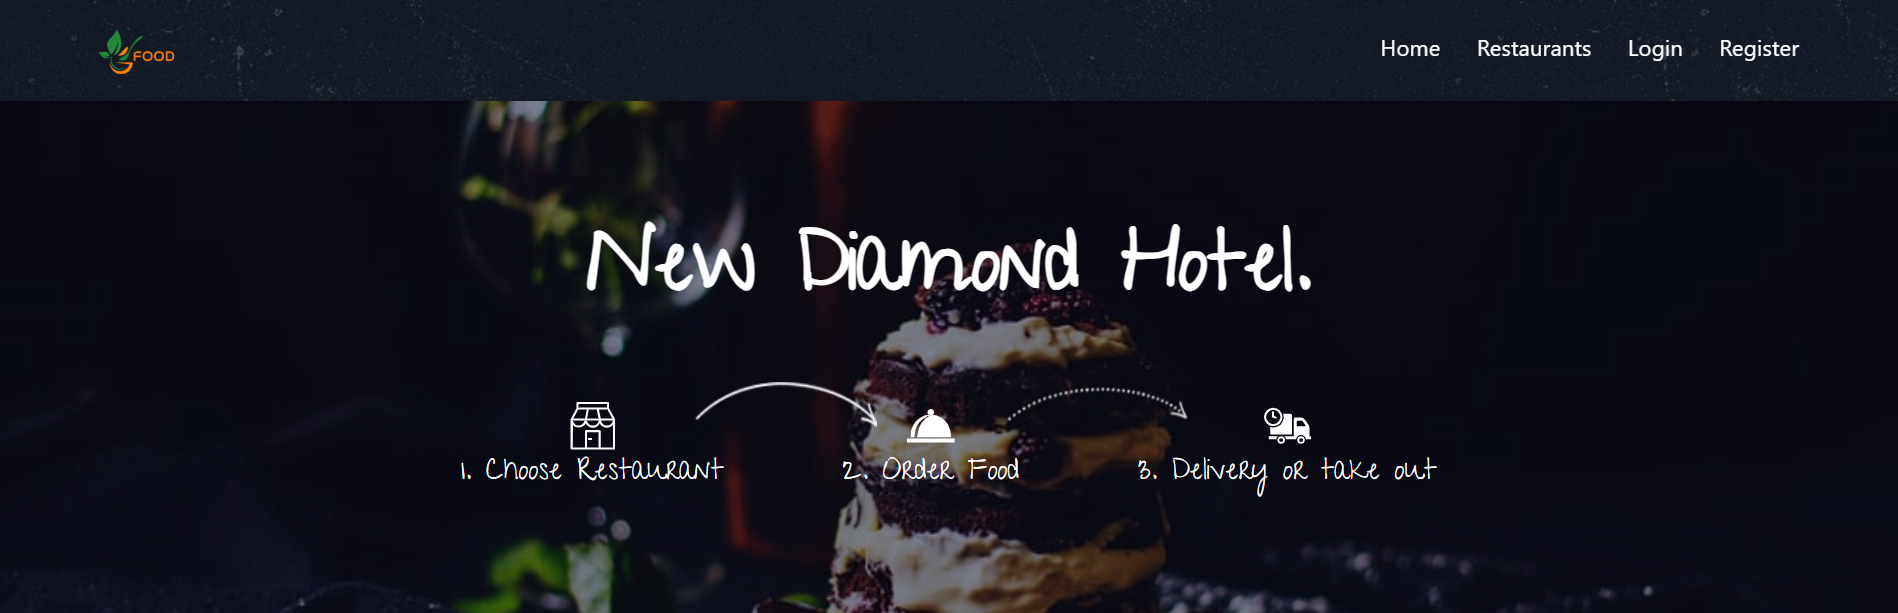 FOOD
Home Restaurants Login Register
New Diamond Hotel.
1. Choose Restaurant 2. Order Food 3. Delivery or take out